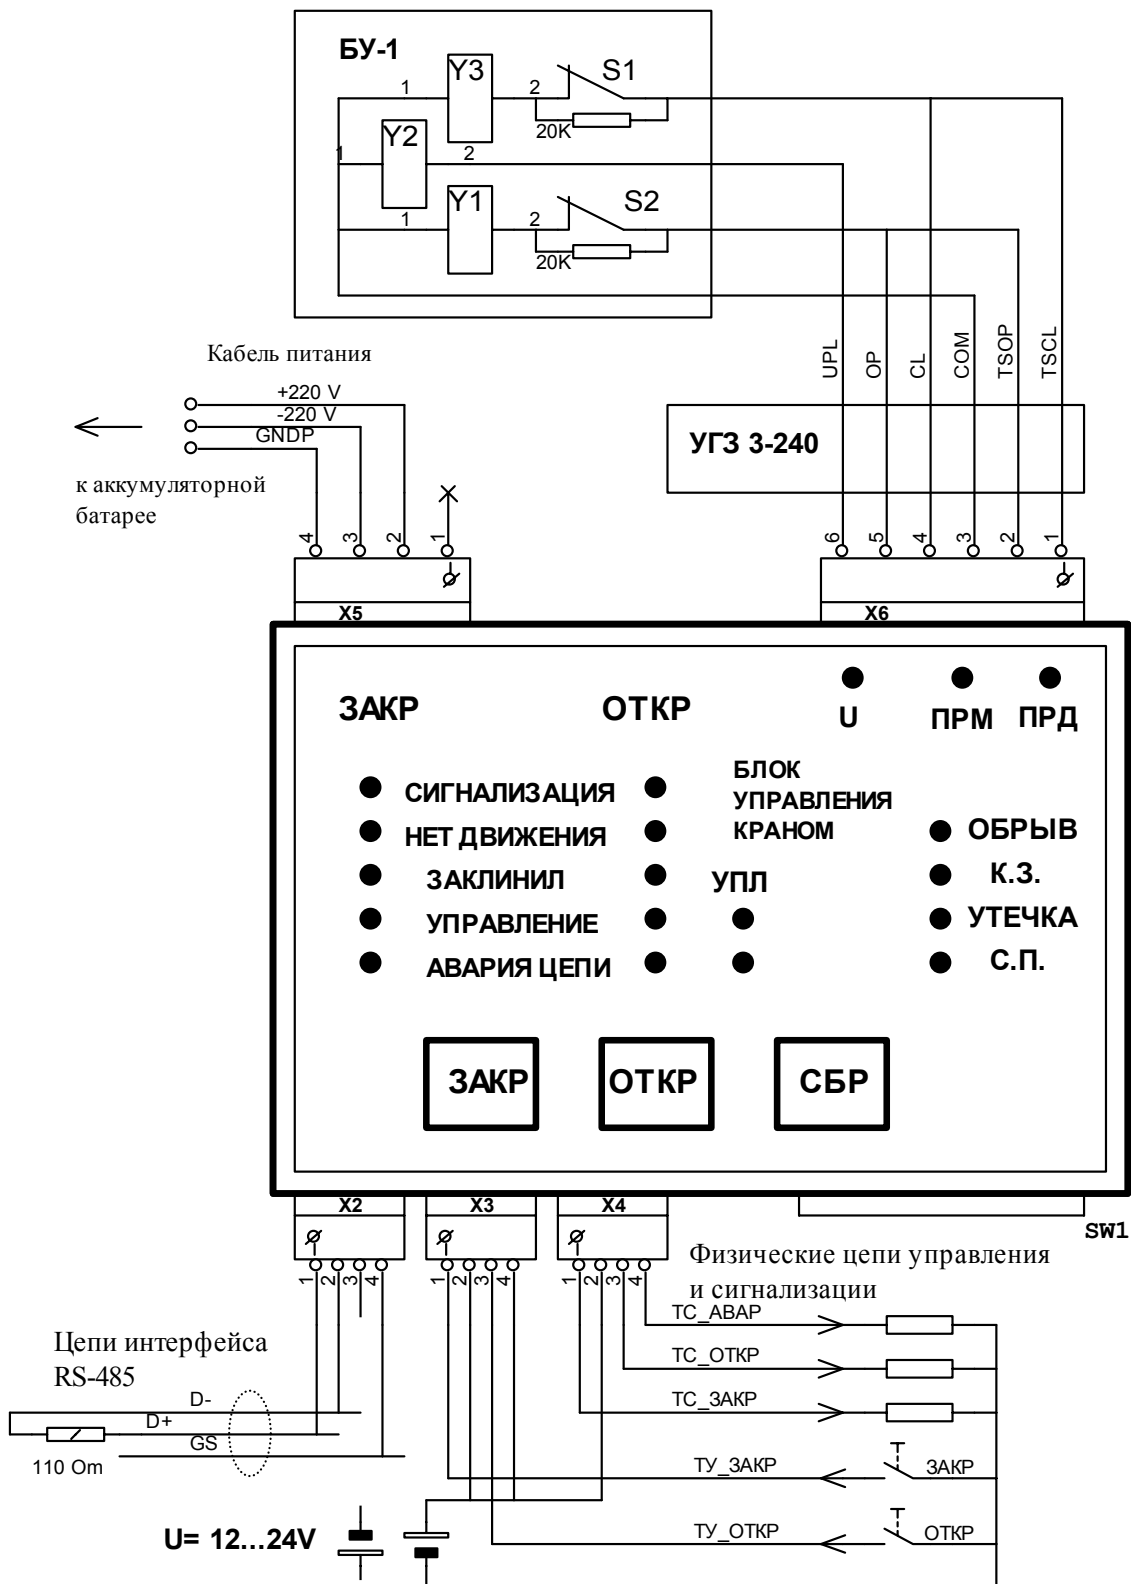 БУ-1
Y3
S1
1
2
20K
Y2
1
2
Y1
S2
1
2
20K
UPL
OP
CL
COM
TSOP
TSCL
Кабель питания
+220 V
-220 V
GNDP
УГЗ 3-240
к аккумуляторной
батарее
4
3
2
1
6
5
4
3
2
1
X5
X6
ЗАКР
ОТКР
U
ПРМ
ПРД
БЛОК
УПРАВЛЕНИЯ
КРАНОМ
СИГНАЛИЗАЦИЯ
НЕТ ДВИЖЕНИЯ
ОБРЫВ
ЗАКЛИНИЛ
УПЛ
К.З.
УПРАВЛЕНИЕ
УТЕЧКА
АВАРИЯ ЦЕПИ
С.П.
ЗАКР
ОТКР
СБР
X2
X3
X4
SW1
1
2
3
4
1
2
3
4
1
2
3
4
Физические цепи управления
и сигнализации
ТС_АВАР
Цепи интерфейса
RS-485
ТС_ОТКР
ТС_ЗАКР
D-
D+
GS
110 Om
ТУ_ЗАКР
ЗАКР
U= 12...24V
ТУ_ОТКР
ОТКР